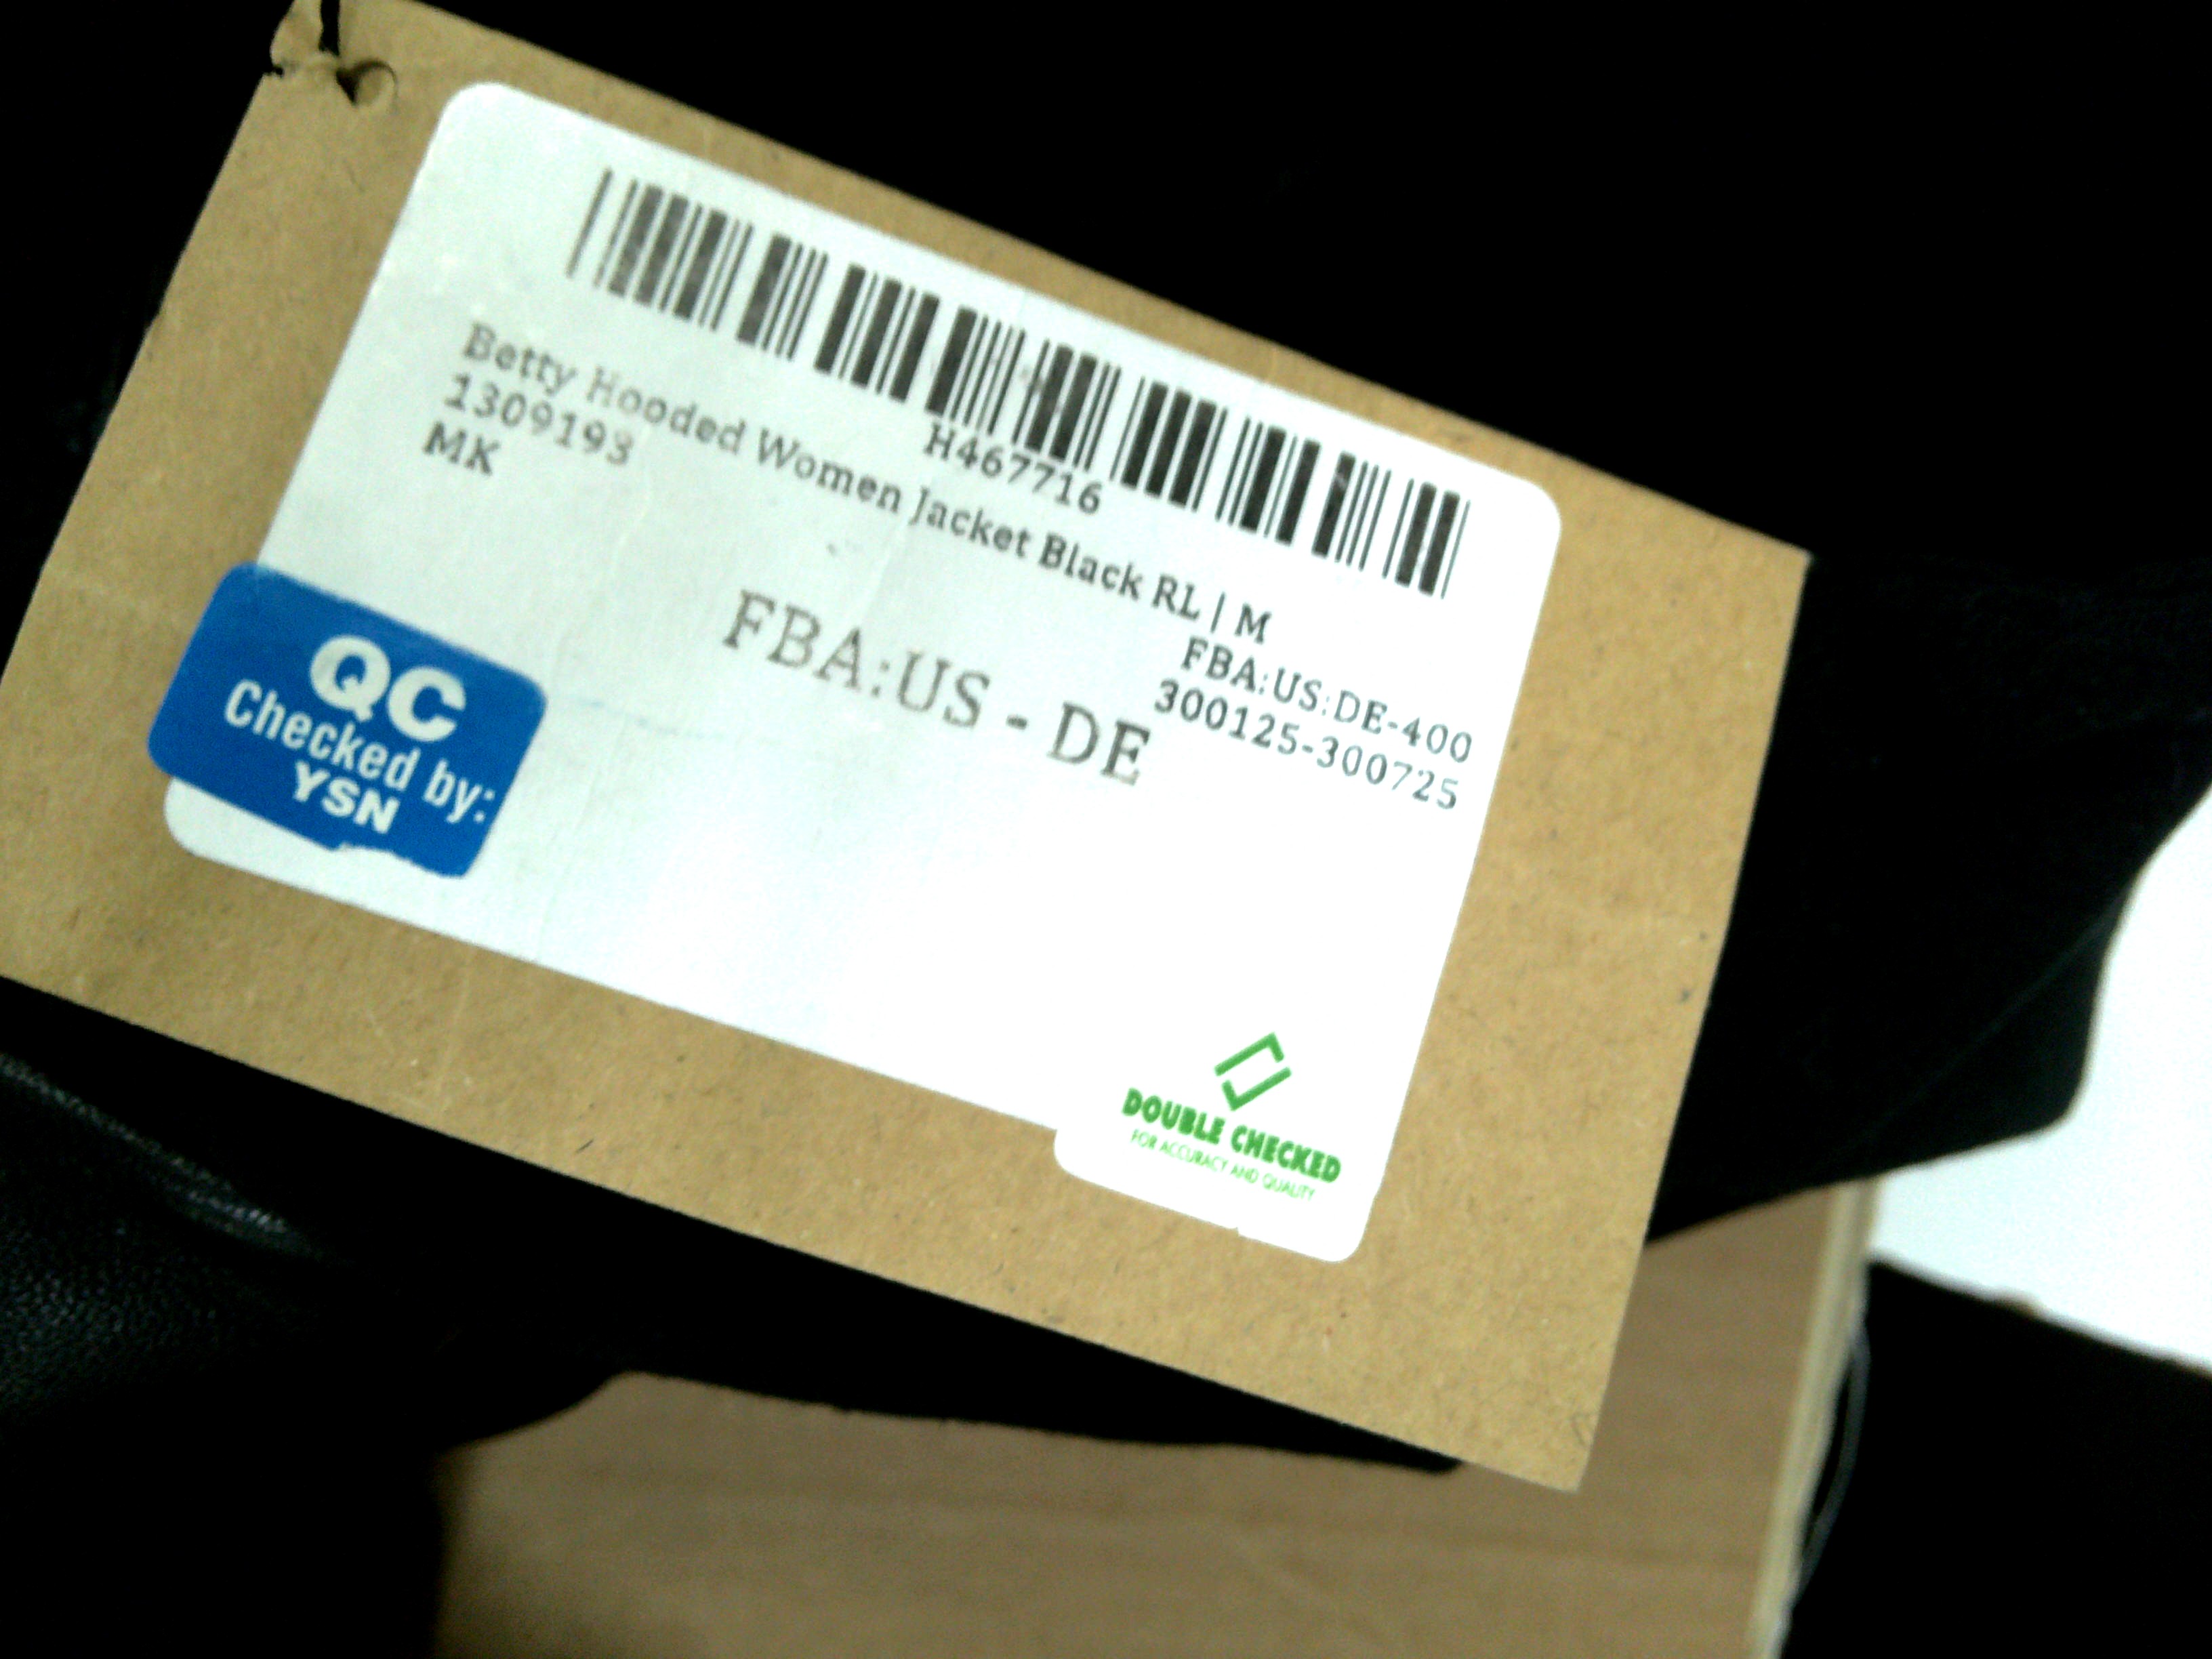 H467716
Betty Hooded Women Jacket Black RL | M
1309193
MK
FBA:US:DE-400
300125-300725
FBA:US - DE
QC
Checked by:
YSN
DOUBLE CHECKED
FOR ACCURACY AND QUALITY